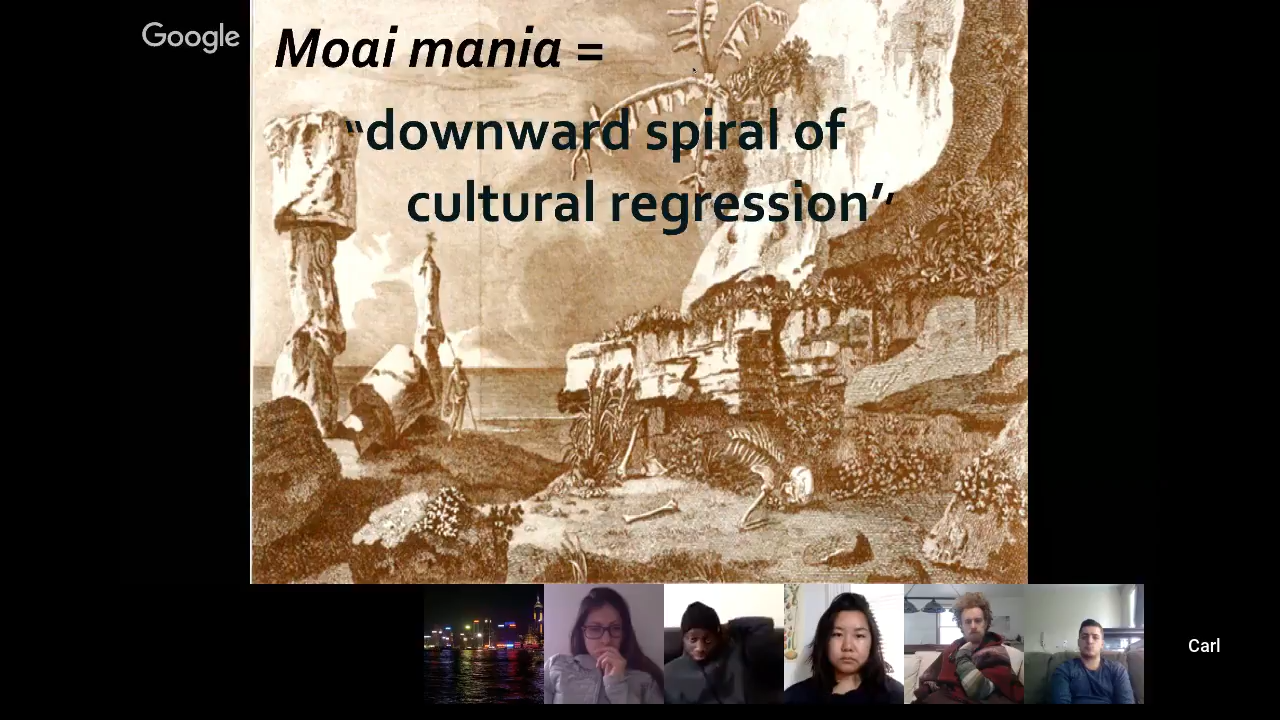 Google
Moai mania =
“downward spiral of
cultural regression”
Carl